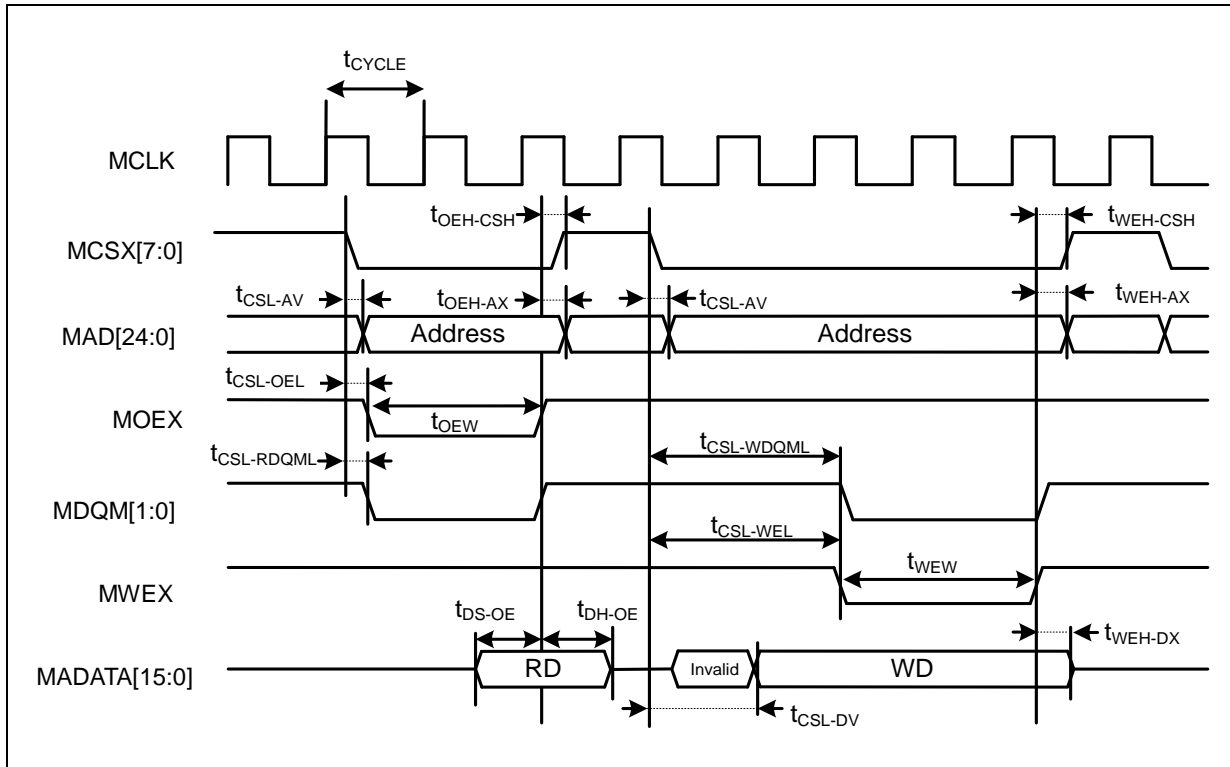 tCYCLE
MCLK
tOEH-CSH
tWEH-CSH
MCSX[7:0]
tCSL-AV
tOEH-AX
tCSL-AV
tWEH-AX
MAD[24:0]
Address
Address
tCSL-OEL
MOEX
tOEW
tCSL-WDQML
tCSL-RDQML
MDQM[1:0]
tCSL-WEL
tWEW
MWEX
tDS-OE
tDH-OE
tWEH-DX
MADATA[15:0]
RD
Invalid
WD
tCSL-DV